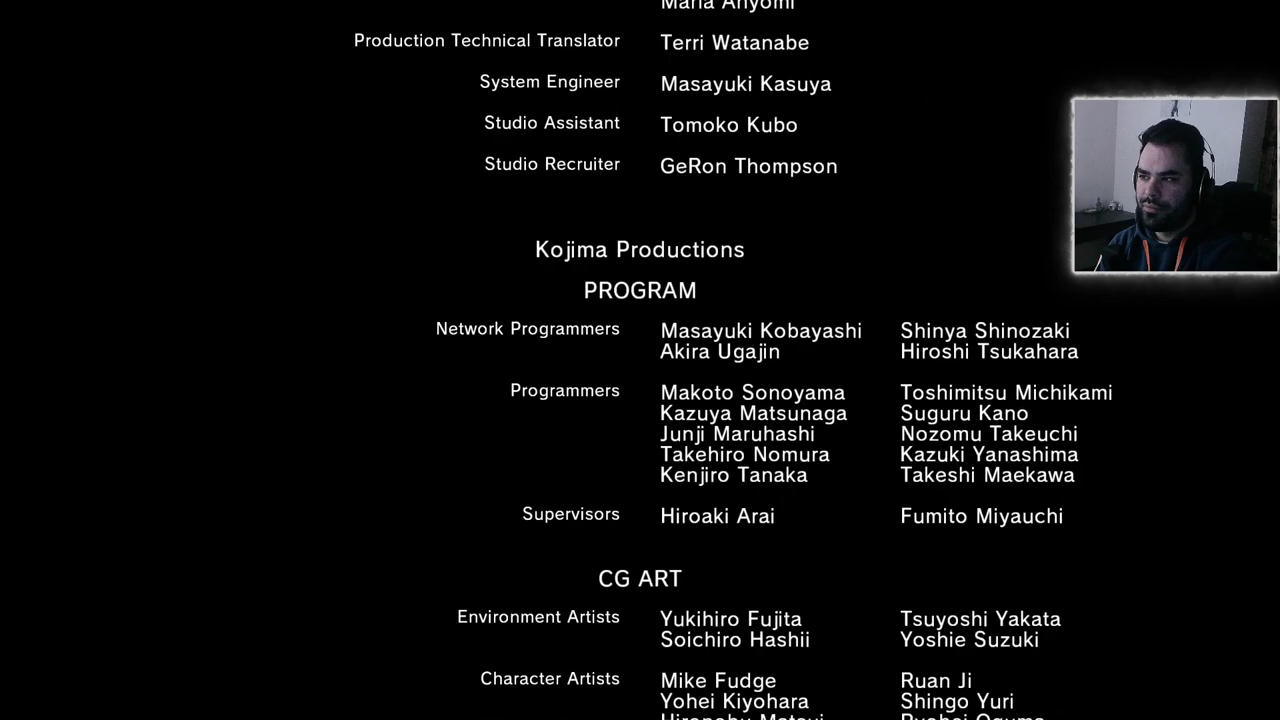 Maria Ahyomi
Production Technical Translator Terri Watanabe
System Engineer Masayuki Kasuya
Studio Assistant Tomoko Kubo
Studio Recruiter GeRon Thompson
Kojima Productions
PROGRAM
Network Programmers Masayuki Kobayashi Shinya Shinozaki
Akira Ugajin Hiroshi Tsukahara
Programmers Makoto Sonoyama Toshimitsu Michikami
Kazuya Matsunaga Suguru Kano
Junji Maruhashi Nozomu Takeuchi
Takehiro Nomura Kazuki Yanashima
Kenjiro Tanaka Takeshi Maekawa
Supervisors Hiroaki Arai Fumito Miyauchi
CG ART
Environment Artists Yukihiro Fujita Tsuyoshi Yakata
Soichiro Hashii Yoshie Suzuki
Character Artists Mike Fudge Ruan Ji
Yohei Kiyohara Shingo Yuri